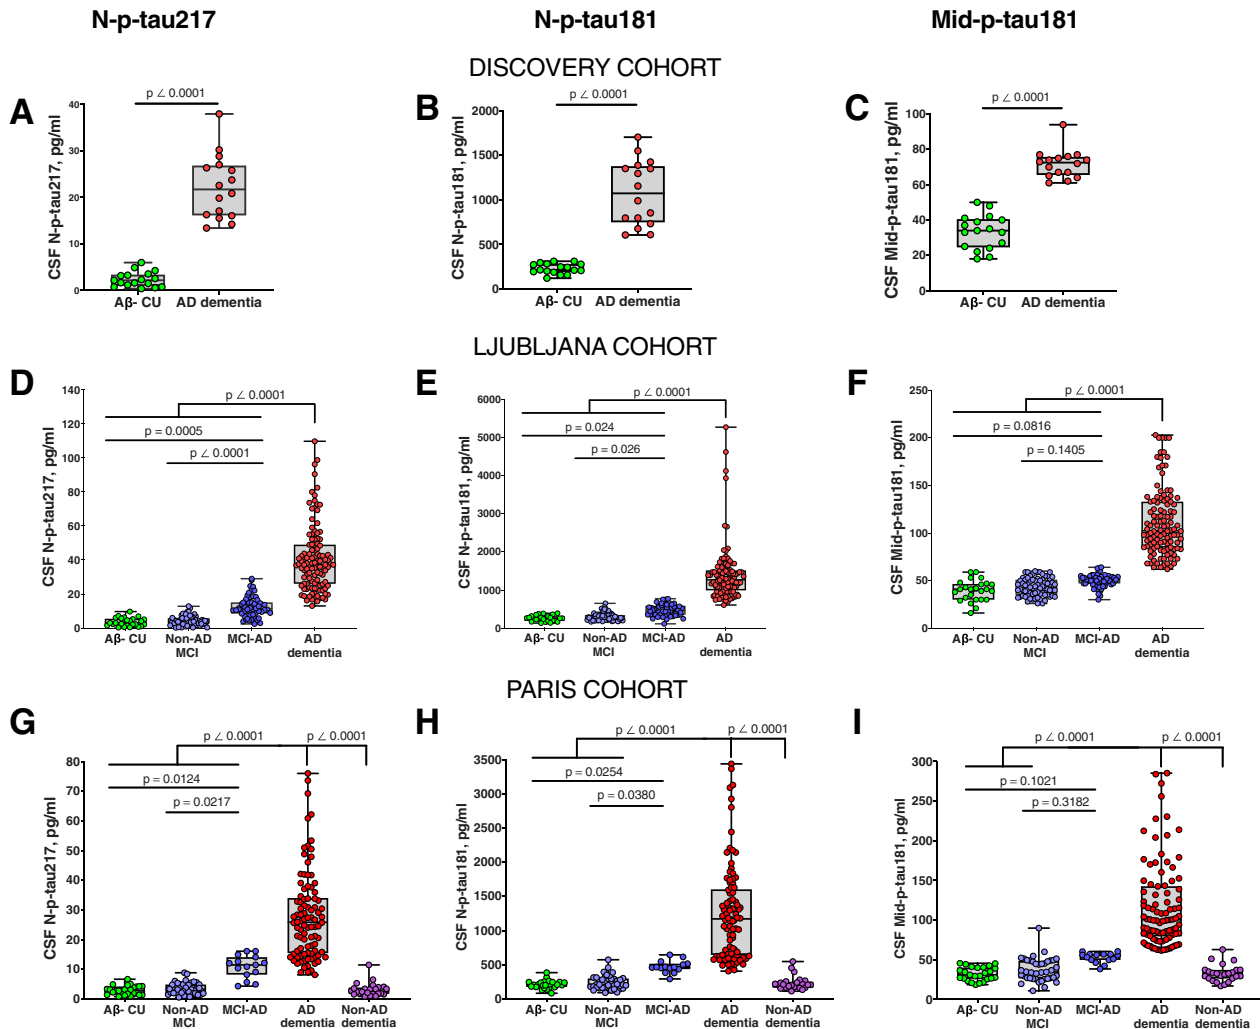 N-p-tau217
N-p-tau181
Mid-p-tau181
DISCOVERY COHORT
A
p ∠ 0.0001
CSF N-p-tau217, pg/ml
40
30
20
10
0
Aβ- CU
AD dementia
B
p ∠ 0.0001
CSF N-p-tau181, pg/ml
2000
1500
1000
500
0
Aβ- CU
AD dementia
C
p ∠ 0.0001
CSF Mid-p-tau181, pg/ml
100
80
60
40
20
0
Aβ- CU
AD dementia
LJUBLJANA COHORT
D
p ∠ 0.0001
p = 0.0005
p ∠ 0.0001
CSF N-p-tau217, pg/ml
140
120
100
80
60
40
20
0
Aβ- CU
Non-AD
MCI
MCI-AD
AD
dementia
E
p ∠ 0.0001
p = 0.024
p = 0.026
CSF N-p-tau181, pg/ml
6000
5000
4000
3000
2000
1000
0
Aβ- CU
Non-AD
MCI
MCI-AD
AD
dementia
F
p ∠ 0.0001
p = 0.0816
p = 0.1405
CSF Mid-p-tau181, pg/ml
250
200
150
100
50
0
Aβ- CU
Non-AD
MCI
MCI-AD
AD
dementia
PARIS COHORT
G
p ∠ 0.0001
p ∠ 0.0001
p = 0.0124
p = 0.0217
CSF N-p-tau217, pg/ml
80
70
60
50
40
30
20
10
0
Aβ- CU
Non-AD
MCI
MCI-AD
AD
dementia
Non-AD
dementia
H
p ∠ 0.0001
p ∠ 0.0001
p = 0.0254
p = 0.0380
CSF N-p-tau181, pg/ml
3500
3000
2500
2000
1500
1000
500
0
Aβ- CU
Non-AD
MCI
MCI-AD
AD
dementia
Non-AD
dementia
I
p ∠ 0.0001
p ∠ 0.0001
p = 0.1021
p = 0.3182
CSF Mid-p-tau181, pg/ml
300
250
200
150
100
50
0
Aβ- CU
Non-AD
MCI
MCI-AD
AD
dementia
Non-AD
dementia